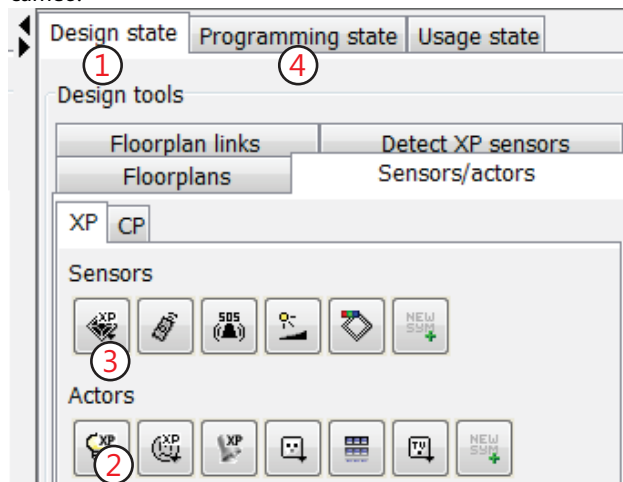 Design state Programming state Usage state
1 4
Design tools
Floorplan links Detect XP sensors
Floorplans Sensors/actors
XP CP
Sensors
XP SOS NEW SYM
3
Actors
XP XP XP TV NEW SYM
2